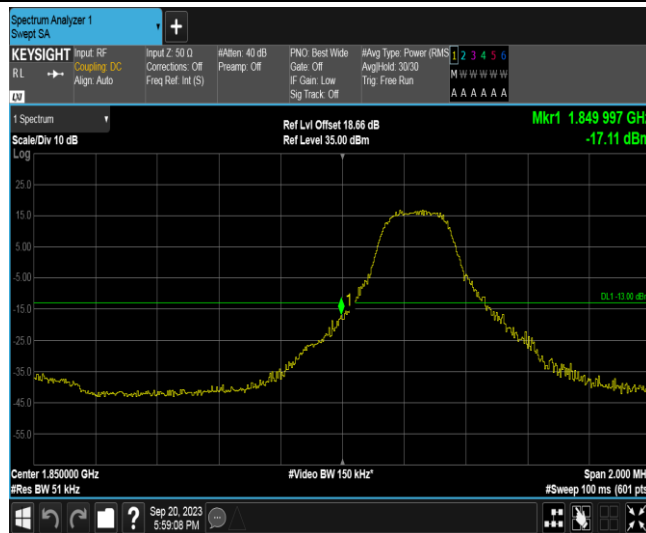 Spectrum Analyzer 1
Swept SA
+
KEYSIGHT
RL
LXI
Input: RF
Coupling: DC
Align: Auto
Input Z: 50 Ω
Corrections: Off
Freq Ref: Int (S)
#Atten: 40 dB
Preamp: Off
PNO: Best Wide
Gate: Off
IF Gain: Low
Sig Track: Off
#Avg Type: Power (RMS
Avg|Hold: 30/30
Trig: Free Run
1 2 3 4 5 6
M W W W W W
A A A A A A
1 Spectrum
Scale/Div 10 dB
Log
Ref Lvl Offset 18.66 dB
Ref Level 35.00 dBm
Mkr1 1.849 997 GHz
-17.11 dBm
25.0
15.0
5.00
-5.00
-15.0
-25.0
-35.0
-45.0
-55.0
1
DL1 -13.00 dBm
Center 1.850000 GHz
#Res BW 51 kHz
#Video BW 150 kHz*
Span 2.000 MH
#Sweep 100 ms (601 pts
?
Sep 20, 2023
5:59:08 PM